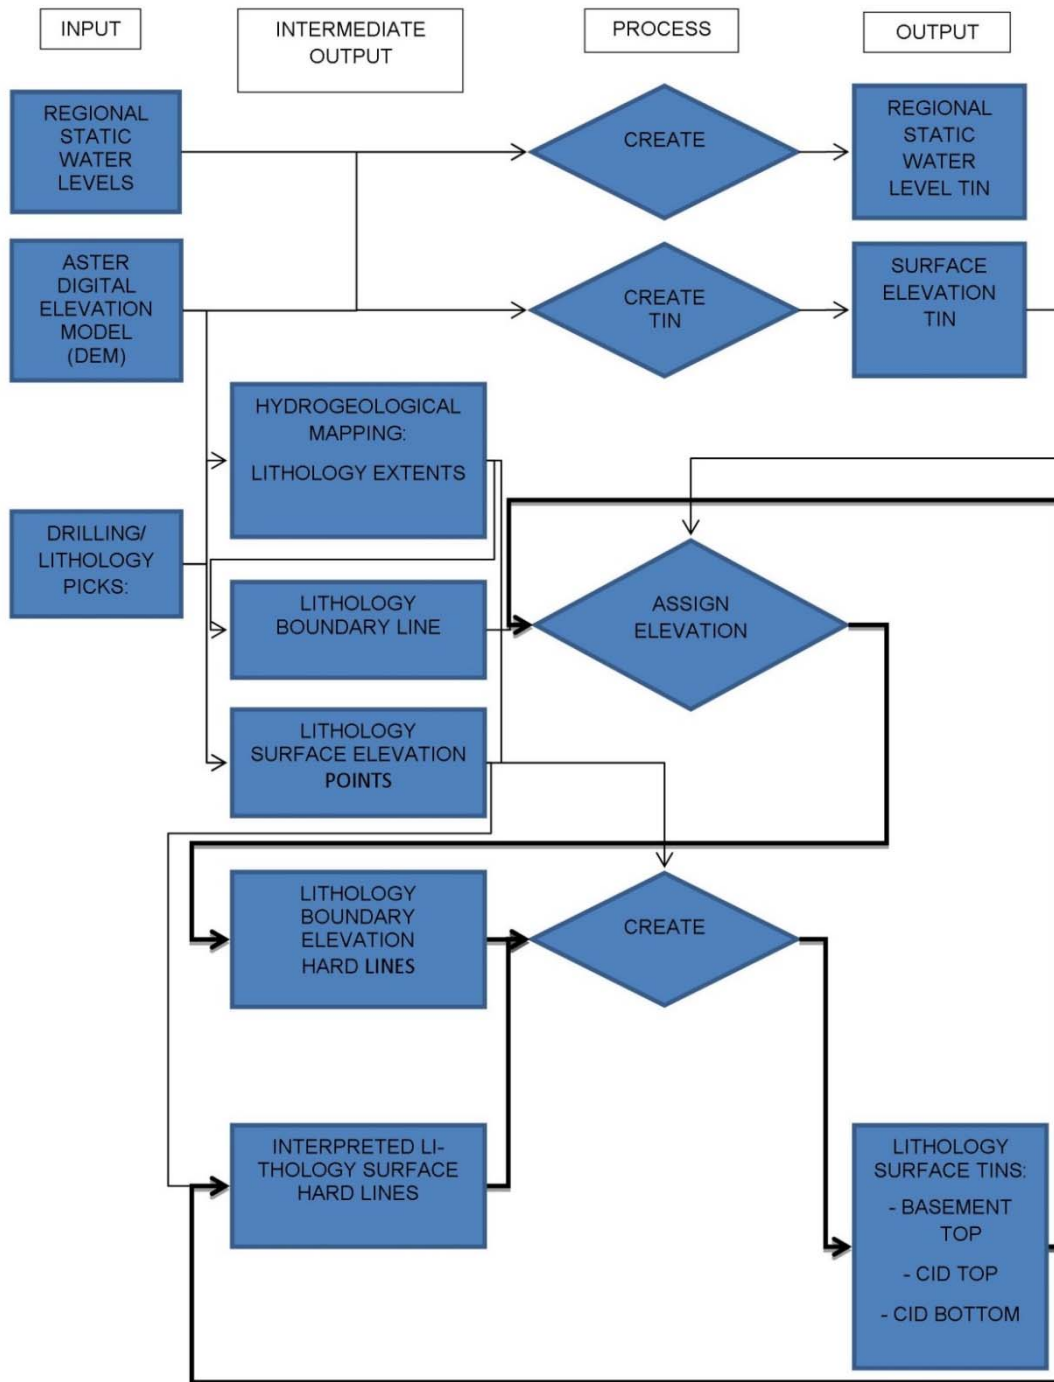 INPUT
INTERMEDIATE
OUTPUT
PROCESS
OUTPUT
REGIONAL
STATIC
WATER
LEVELS
CREATE
REGIONAL
STATIC
WATER
LEVEL TIN
ASTER
DIGITAL
ELEVATION
MODEL
(DEM)
CREATE
TIN
SURFACE
ELEVATION
TIN
HYDROGEOLOGICAL
MAPPING:
LITHOLOGY EXTENTS
DRILLING/
LITHOLOGY
PICKS:
LITHOLOGY
BOUNDARY LINE
ASSIGN
ELEVATION
LITHOLOGY
SURFACE ELEVATION
POINTS
LITHOLOGY
BOUNDARY
ELEVATION
HARD LINES
CREATE
INTERPRETED LI-
THOLOGY SURFACE
HARD LINES
LITHOLOGY
SURFACE TINS:
- BASEMENT
TOP
- CID TOP
- CID BOTTOM